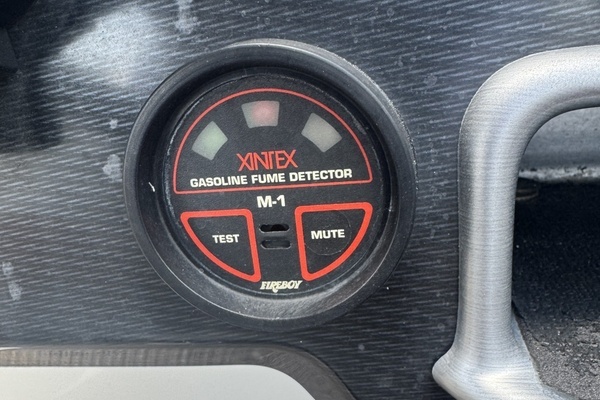 XINTEX
GASOLINE FUME DETECTOR
M-1
TEST
MUTE
FIREBOY